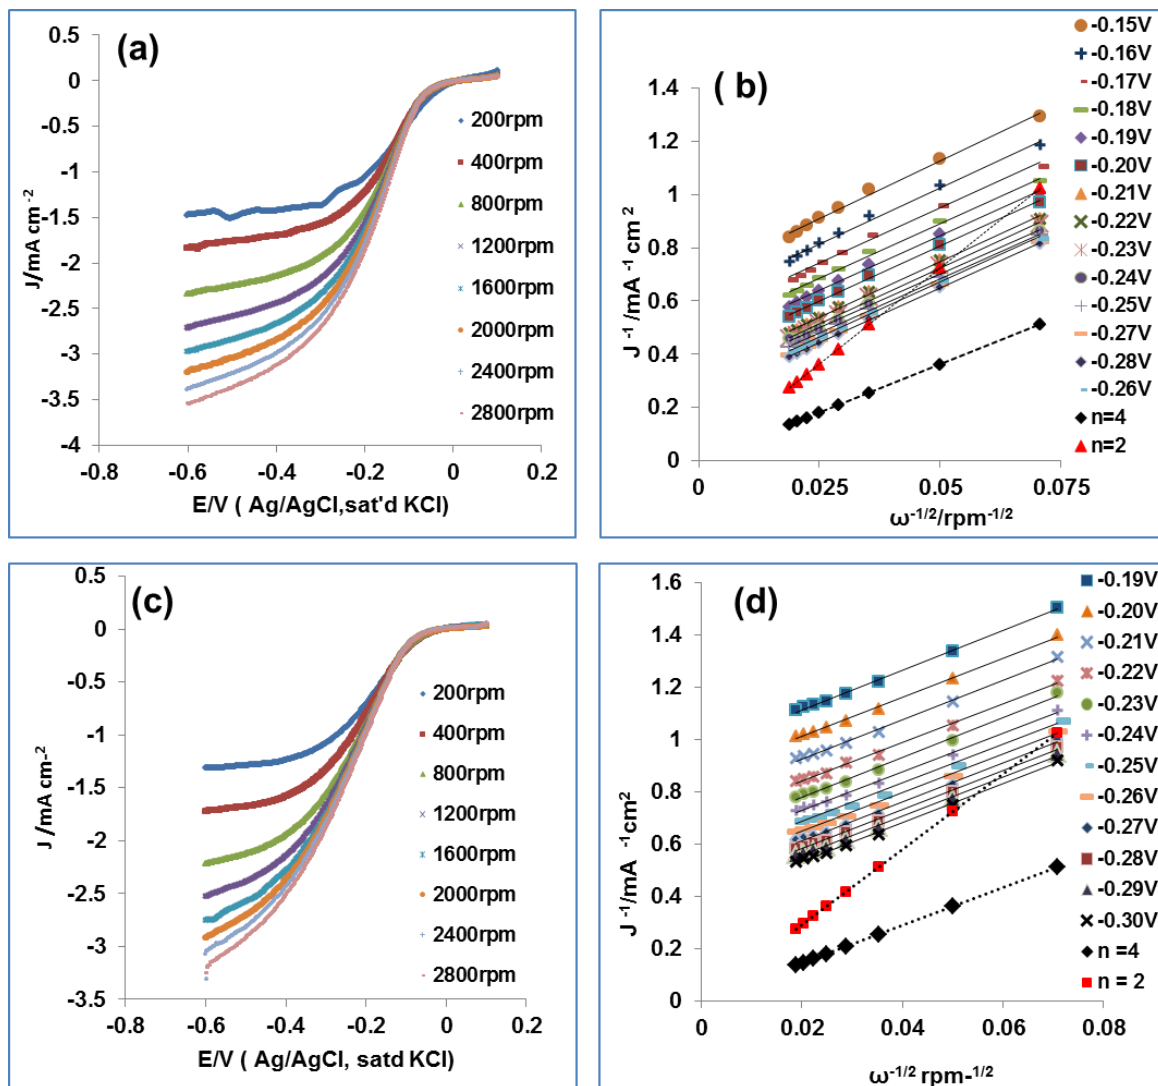 (a)
0.5
0
-0.5
-1
-1.5
-2
-2.5
-3
-3.5
-4
J/mA cm-2
-0.8
-0.6
-0.4
-0.2
0
0.2
E/V ( Ag/AgCl,sat'd KCl)
200rpm
400rpm
800rpm
1200rpm
1600rpm
2000rpm
2400rpm
2800rpm
( b)
1.4
1.2
1
0.8
0.6
0.4
0.2
0
J -1/mA -1 cm 2
0
0.025
0.05
0.075
ω-1/2/rpm-1/2
-0.15V
-0.16V
-0.17V
-0.18V
-0.19V
-0.20V
-0.21V
-0.22V
-0.23V
-0.24V
-0.25V
-0.27V
-0.28V
-0.26V
n=4
n=2
(c)
0.5
0
-0.5
-1
-1.5
-2
-2.5
-3
-3.5
J /mA cm-2
-0.8
-0.6
-0.4
-0.2
0
0.2
E/V ( Ag/AgCl, satd KCl)
200rpm
400rpm
800rpm
1200rpm
1600rpm
2000rpm
2400rpm
2800rpm
(d)
1.6
1.4
1.2
1
0.8
0.6
0.4
0.2
0
J -1/mA -1cm2
0
0.02
0.04
0.06
0.08
ω-1/2 rpm-1/2
-0.19V
-0.20V
-0.21V
-0.22V
-0.23V
-0.24V
-0.25V
-0.26V
-0.27V
-0.28V
-0.29V
-0.30V
n =4
n = 2